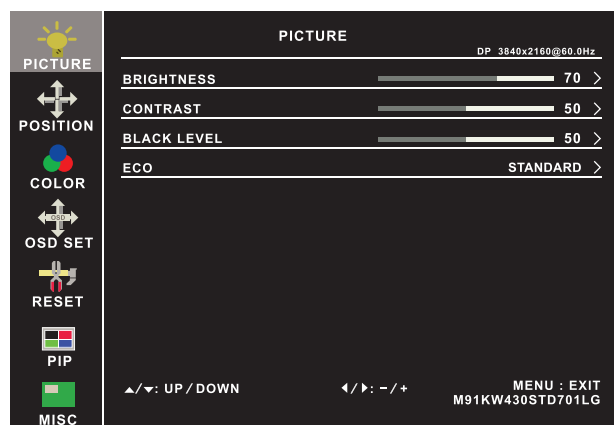 PICTURE
DP 3840x2160@60.0Hz
PICTURE
BRIGHTNESS 70 >
CONTRAST 50 >
BLACK LEVEL 50 >
ECO STANDARD >
POSITION
COLOR
OSD
OSD SET
RESET
PIP
MISC
▲/▼: UP / DOWN ◀/▶: – / + MENU : EXIT
M91KW430STD701LG